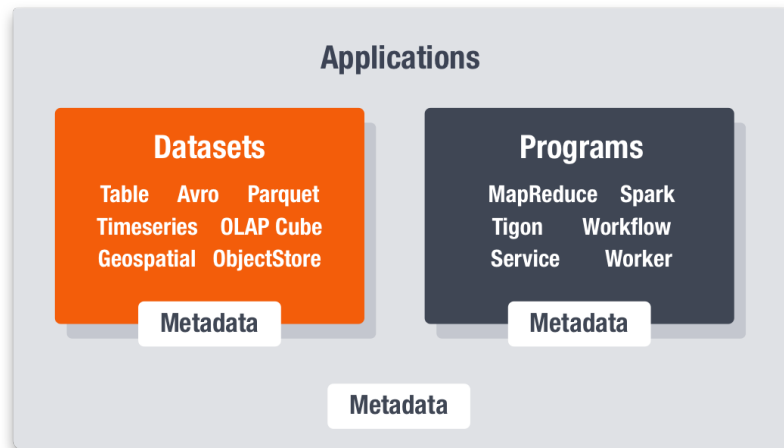 Applications
Datasets
Table Avro Parquet
Timeseries OLAP Cube
Geospatial ObjectStore
Metadata
Programs
MapReduce Spark
Tigon Workflow
Service Worker
Metadata
Metadata